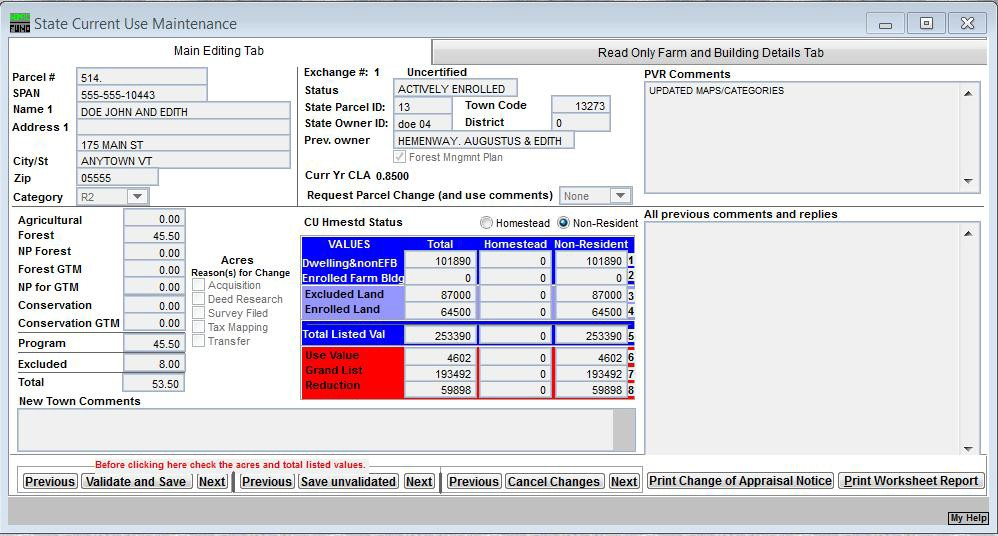 State Current Use Maintenance
Main Editing Tab
Read Only Farm and Building Details Tab
Parcel # 514.
SPAN 555-555-10443
Name 1 DOE JOHN AND EDITH
Address 1
175 MAIN ST
City/St ANYTOWN VT
Zip 05555
Category R2
Exchange #: 1 Uncertified
Status ACTIVELY ENROLLED
State Parcel ID: 13 Town Code 13273
State Owner ID: doe 04 District 0
Prev. owner HEMENWAY. AUGUSTUS & EDITH
Forest Mngmnt Plan
Curr Yr CLA 0.8500
Request Parcel Change (and use comments) None
PVR Comments
UPDATED MAPS/CATEGORIES
Agricultural 0.00
Forest 45.50
NP Forest 0.00
Forest GTM 0.00
NP for GTM 0.00
Conservation 0.00
Conservation GTM 0.00
Program 45.50
Excluded 8.00
Total 53.50
Acres
Reason(s) for Change
Acquisition
Deed Research
Survey Filed
Tax Mapping
Transfer
CU Hmestd Status Homestead Non-Resident
VALUES Total Homestead Non-Resident
Dwelling&nonEFB 101890 0 101890 1
Enrolled Farm Bldg 0 0 0 2
Excluded Land 87000 0 87000 3
Enrolled Land 64500 0 64500 4
Total Listed Val 253390 0 253390 5
Use Value 4602 0 4602 6
Grand List 193492 0 193492 7
Reduction 59898 0 59898 8
All previous comments and replies
New Town Comments
Before clicking here check the acres and total listed values.
Previous Validate and Save Next Previous Save unvalidated Next Previous Cancel Changes Next Print Change of Appraisal Notice Print Worksheet Report
My Help